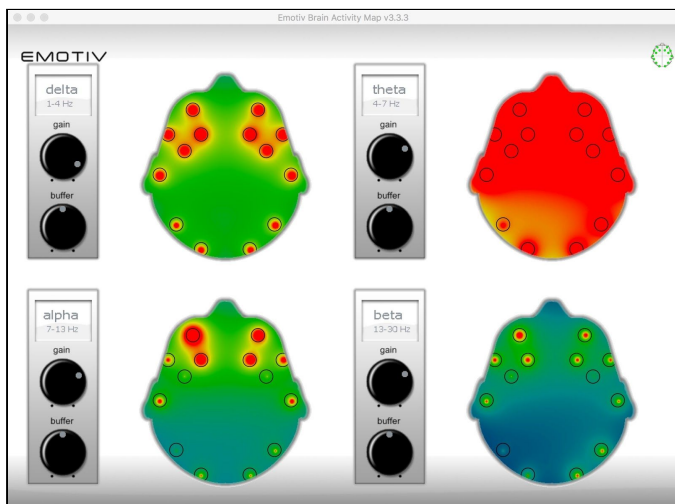 Emotiv Brain Activity Map v3.3.3
EMOTIV
delta
1-4 Hz
gain
buffer
theta
4-7 Hz
gain
buffer
alpha
7-13 Hz
gain
buffer
beta
13-30 Hz
gain
buffer